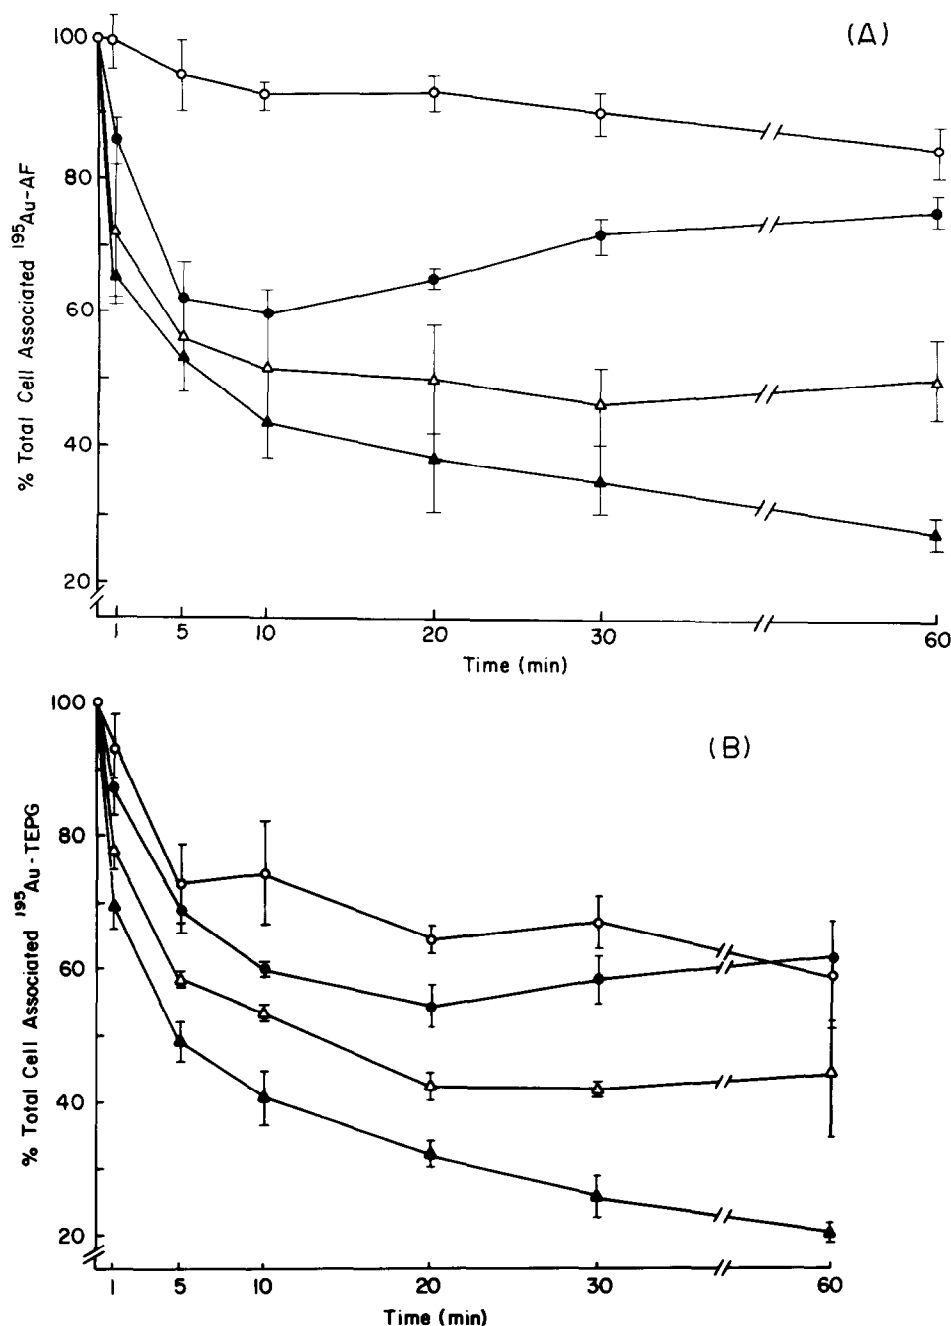 (A)
% Total Cell Associated ¹⁹⁵Au-AF
100
80
60
40
20
1 5 10 20 30 60
Time (min)
(B)
% Total Cell Associated ¹⁹⁵Au-TEPG
100
80
60
40
20
1 5 10 20 30 60
Time (min)